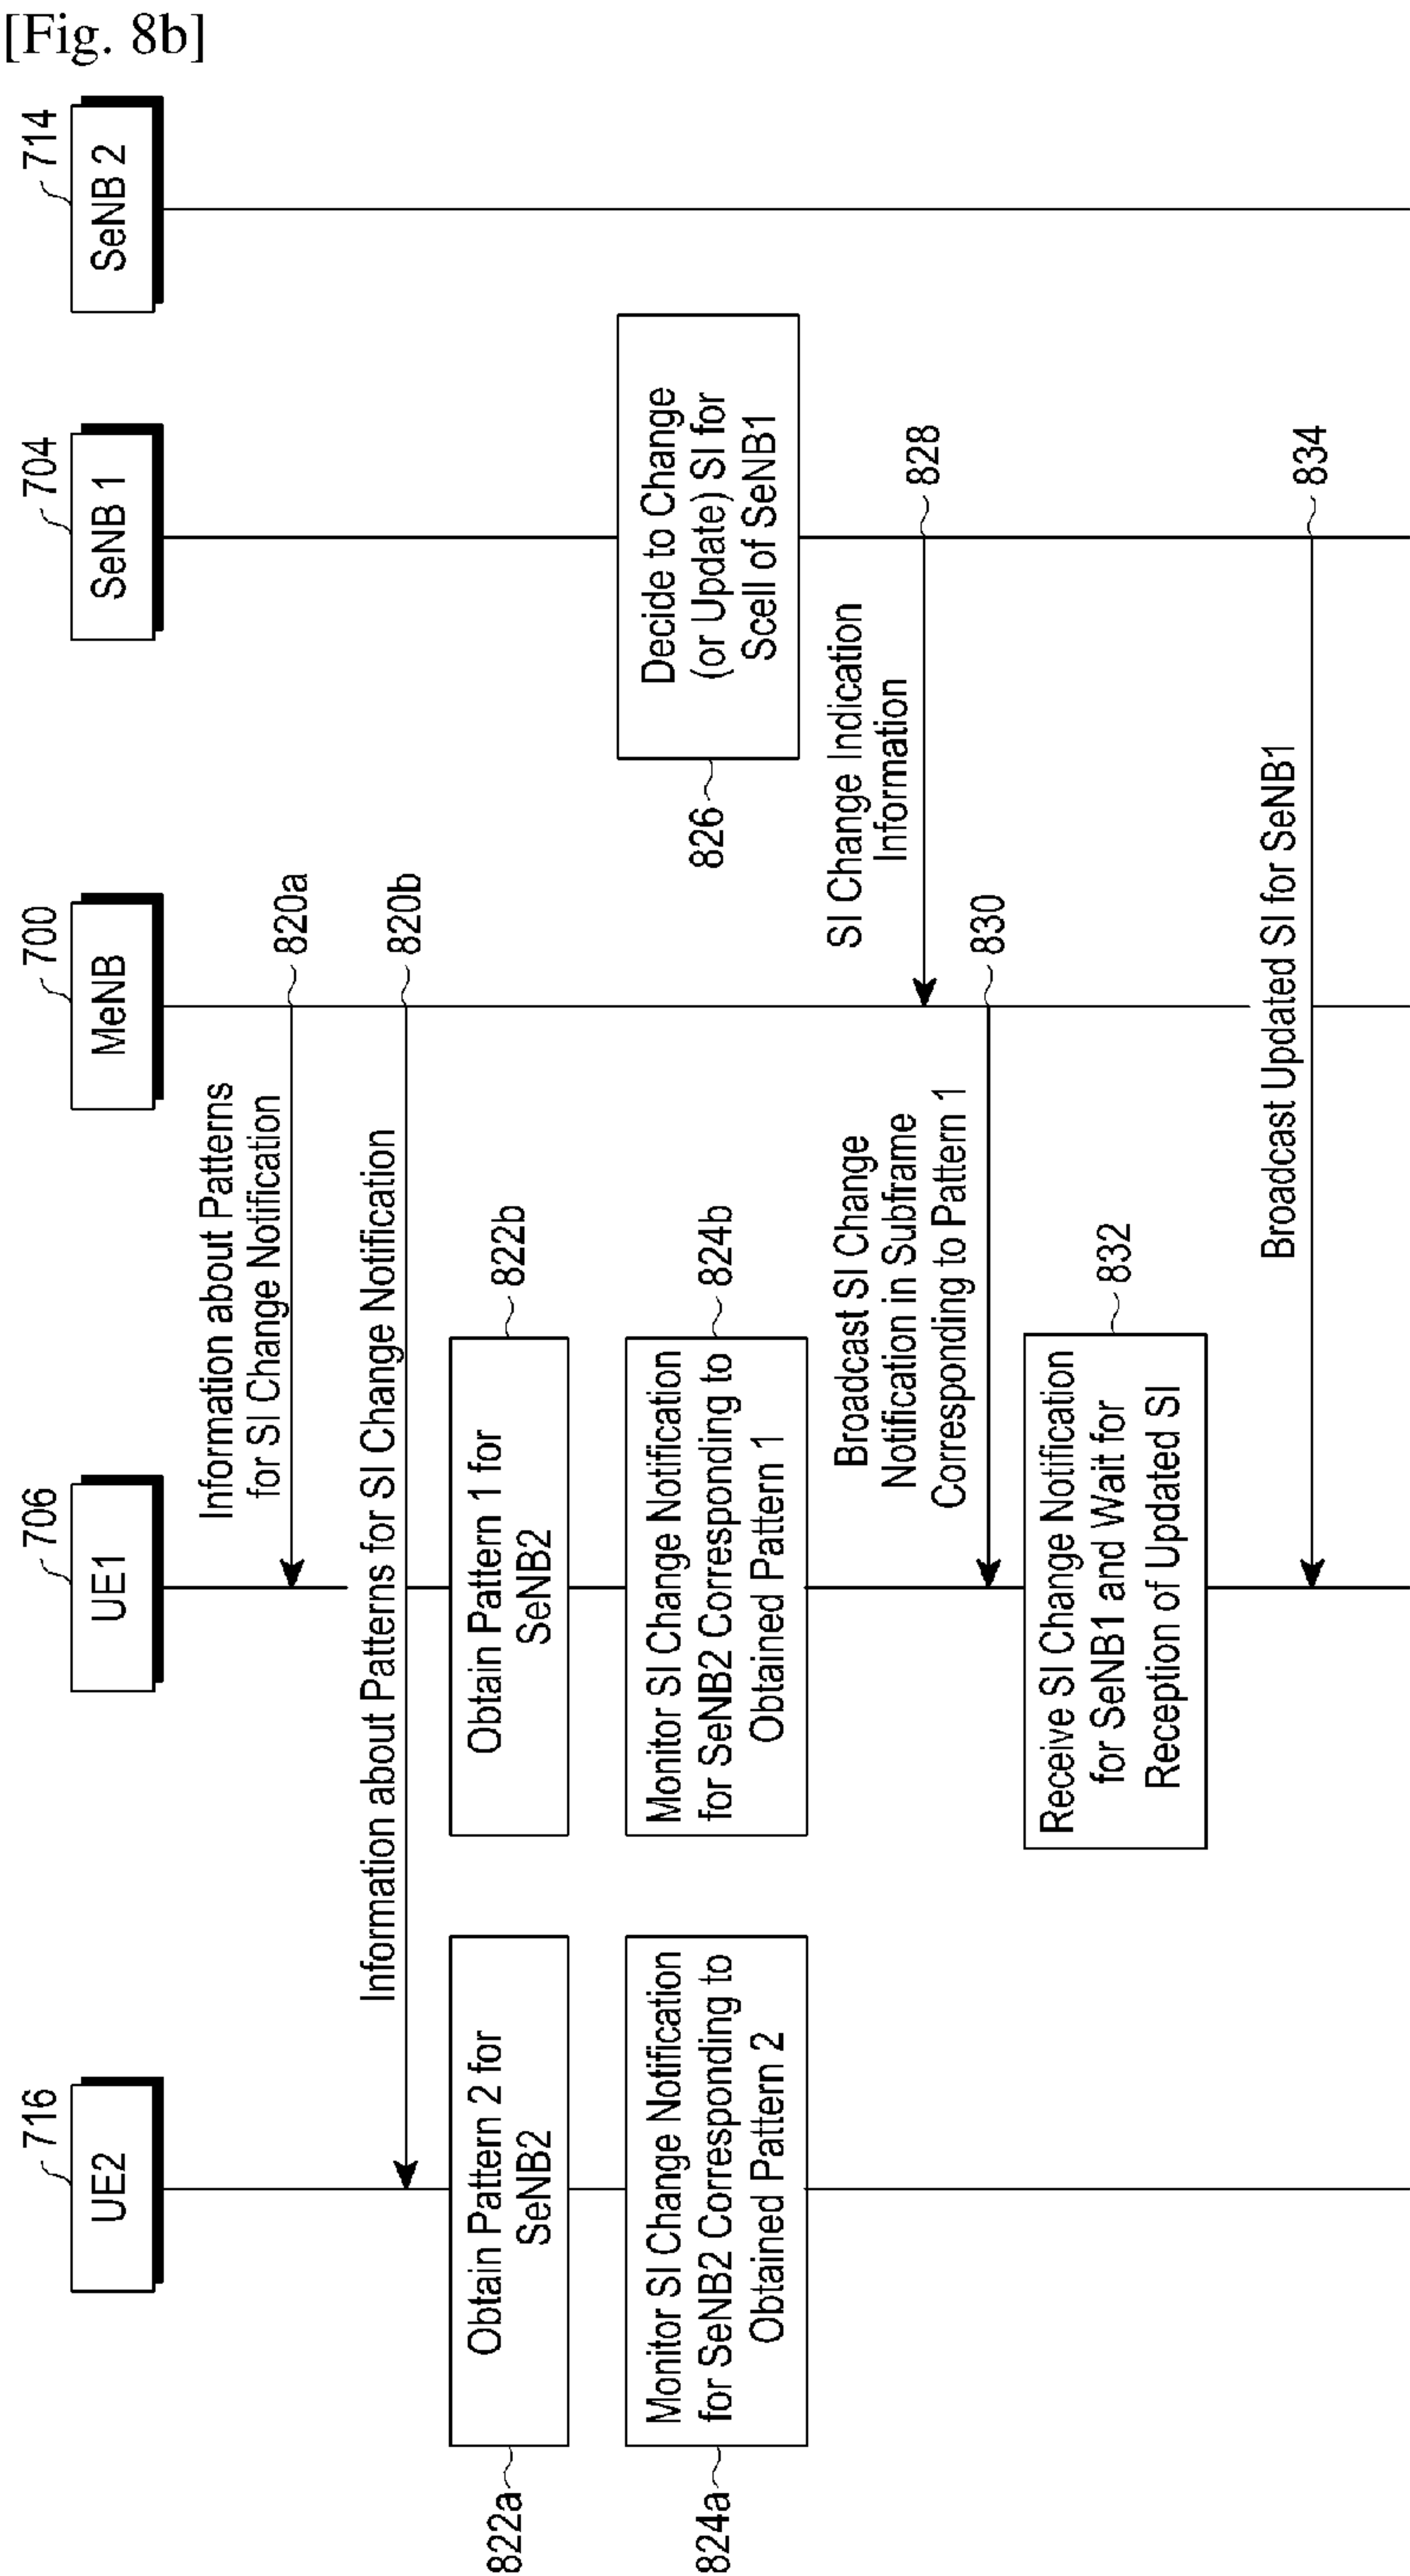 [Fig. 8b]
716
706
700
704
714
UE2
UE1
MeNB
SeNB 1
SeNB 2
Information about Patterns
for SI Change Notification
820a
Information about Patterns for SI Change Notification
820b
822a
Obtain Pattern 2 for
SeNB2
Obtain Pattern 1 for
SeNB2
822b
824a
Monitor SI Change Notification
for SeNB2 Corresponding to
Obtained Pattern 2
Monitor SI Change Notification
for SeNB2 Corresponding to
Obtained Pattern 1
824b
826
Decide to Change
(or Update) SI for
Scell of SeNB1
SI Change Indication
Information
828
Broadcast SI Change
Notification in Subframe
Corresponding to Pattern 1
830
Receive SI Change Notification
for SeNB1 and Wait for
Reception of Updated SI
832
Broadcast Updated SI for SeNB1
834